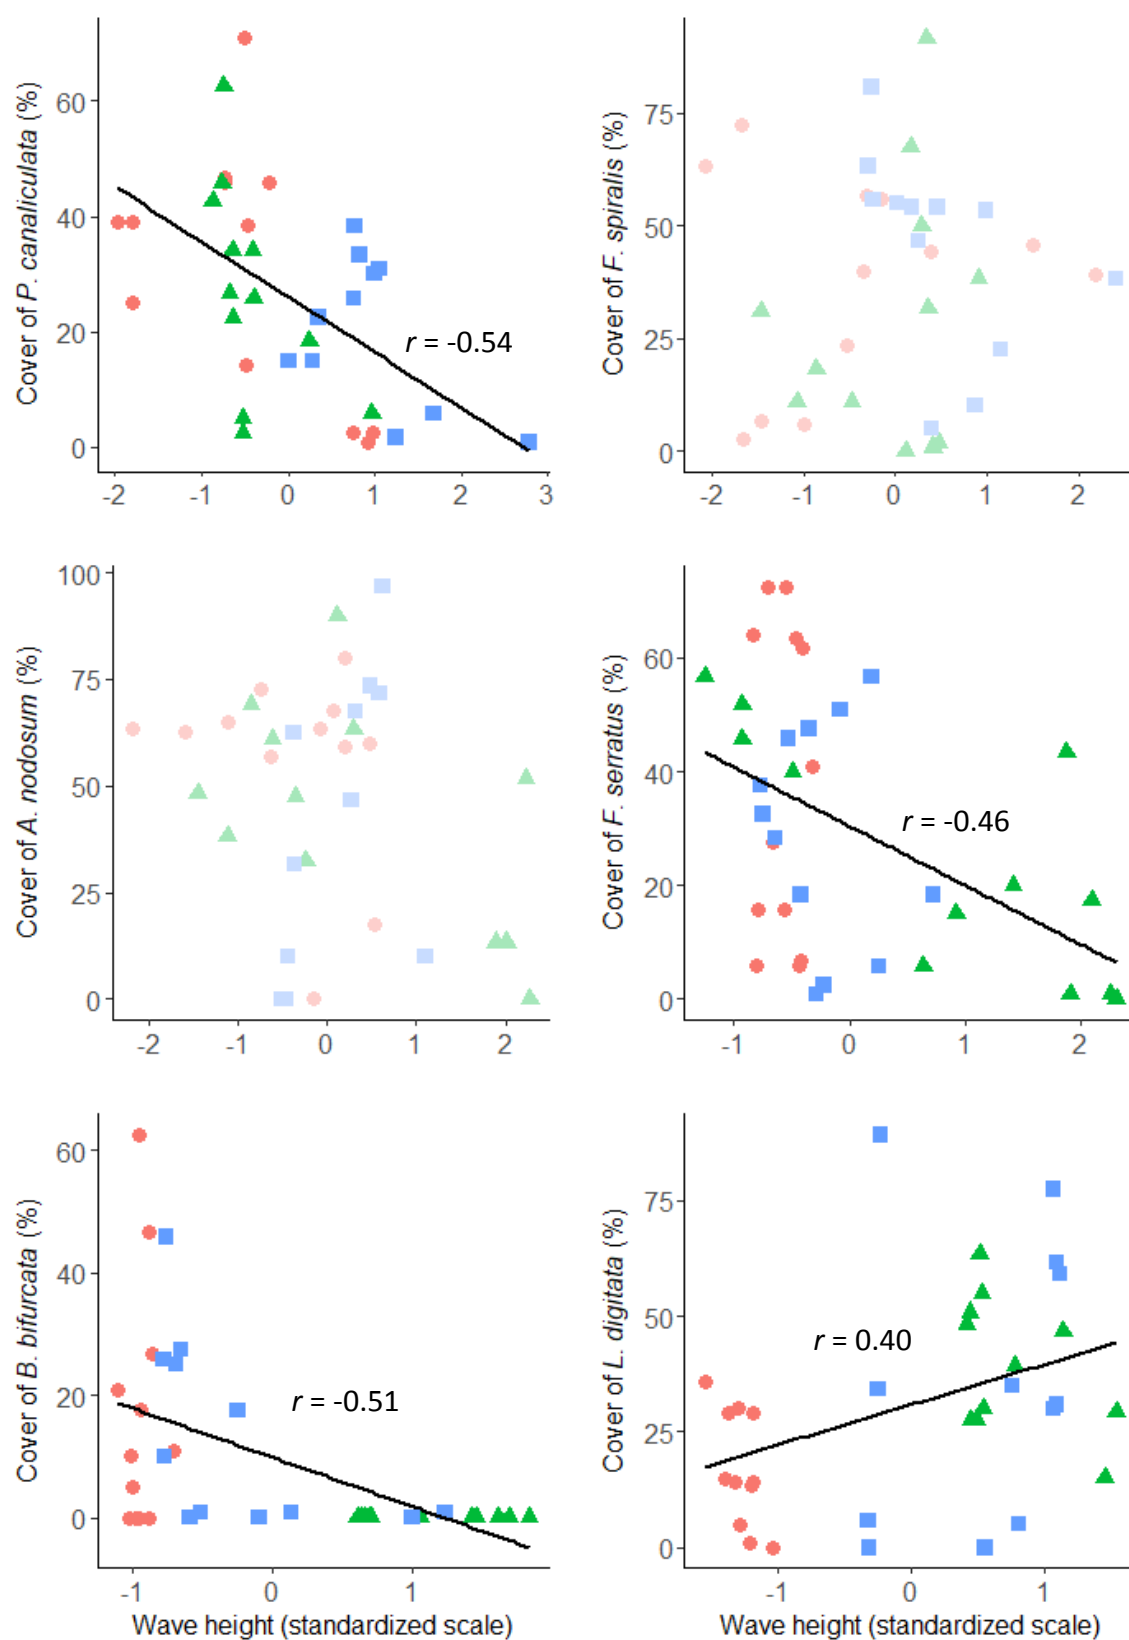 Cover of P. canaliculata (%)
60
40
20
0
r = -0.54
-2 -1 0 1 2 3
Cover of F. spiralis (%)
75
50
25
0
-2 -1 0 1 2
Cover of A. nodosum (%)
100
75
50
25
0
-2 -1 0 1 2
Cover of F. serratus (%)
60
40
20
0
r = -0.46
-1 0 1 2
Cover of B. bifurcata (%)
60
40
20
0
r = -0.51
-1 0 1
Wave height (standardized scale)
Cover of L. digitata (%)
75
50
25
0
r = 0.40
-1 0 1
Wave height (standardized scale)